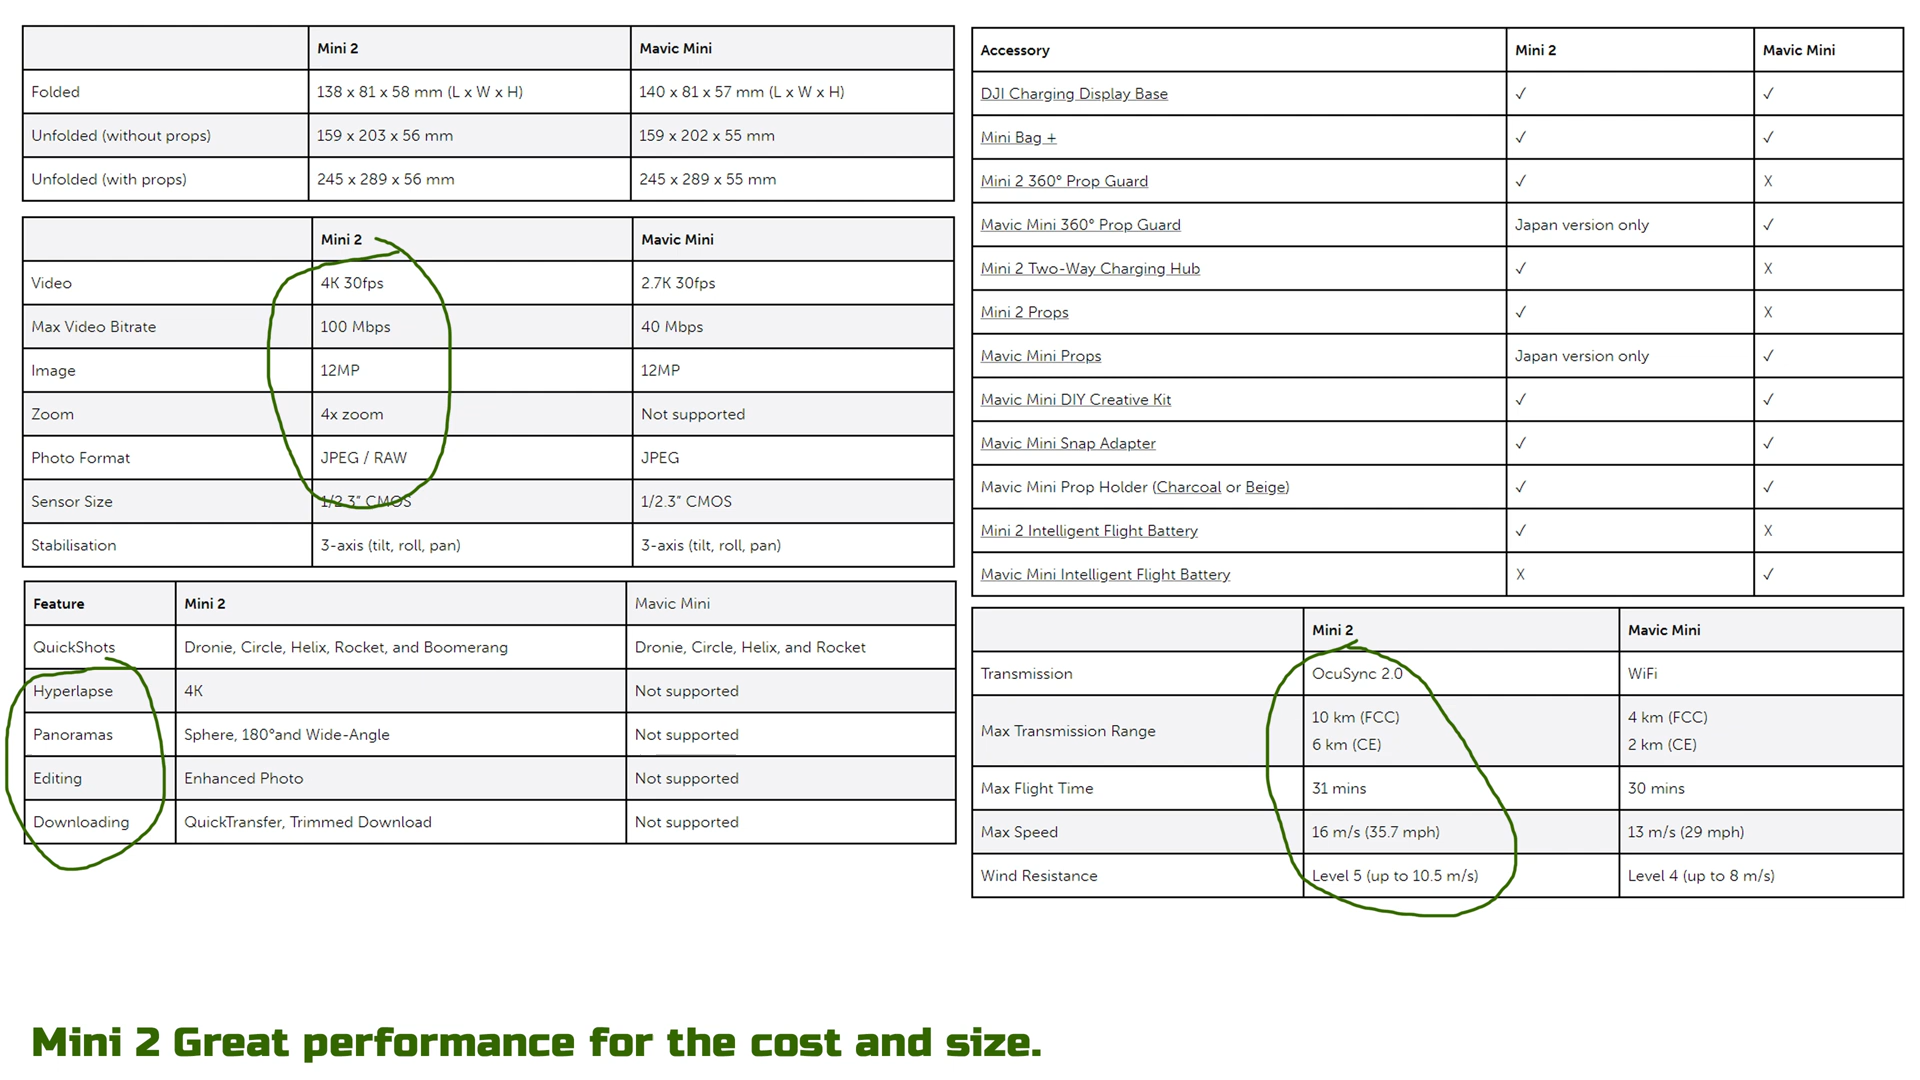 Mini 2 Mavic Mini
Folded 138 x 81 x 58 mm (L x W x H) 140 x 81 x 57 mm (L x W x H)
Unfolded (without props) 159 x 203 x 56 mm 159 x 202 x 55 mm
Unfolded (with props) 245 x 289 x 56 mm 245 x 289 x 55 mm
Mini 2 Mavic Mini
Video 4K 30fps 2.7K 30fps
Max Video Bitrate 100 Mbps 40 Mbps
Image 12MP 12MP
Zoom 4x zoom Not supported
Photo Format JPEG / RAW JPEG
Sensor Size 1/2.3” CMOS 1/2.3” CMOS
Stabilisation 3-axis (tilt, roll, pan) 3-axis (tilt, roll, pan)
Feature Mini 2 Mavic Mini
QuickShots Dronie, Circle, Helix, Rocket, and Boomerang Dronie, Circle, Helix, and Rocket
Hyperlapse 4K Not supported
Panoramas Sphere, 180°and Wide-Angle Not supported
Editing Enhanced Photo Not supported
Downloading QuickTransfer, Trimmed Download Not supported
Accessory Mini 2 Mavic Mini
DJI Charging Display Base ✓ ✓
Mini Bag + ✓ ✓
Mini 2 360° Prop Guard ✓ X
Mavic Mini 360° Prop Guard Japan version only ✓
Mini 2 Two-Way Charging Hub ✓ X
Mini 2 Props ✓ X
Mavic Mini Props Japan version only ✓
Mavic Mini DIY Creative Kit ✓ ✓
Mavic Mini Snap Adapter ✓ ✓
Mavic Mini Prop Holder (Charcoal or Beige) ✓ ✓
Mini 2 Intelligent Flight Battery ✓ X
Mavic Mini Intelligent Flight Battery X ✓
Mini 2 Mavic Mini
Transmission OcuSync 2.0 WiFi
Max Transmission Range 10 km (FCC) 4 km (FCC)
6 km (CE) 2 km (CE)
Max Flight Time 31 mins 30 mins
Max Speed 16 m/s (35.7 mph) 13 m/s (29 mph)
Wind Resistance Level 5 (up to 10.5 m/s) Level 4 (up to 8 m/s)
Mini 2 Great performance for the cost and size.